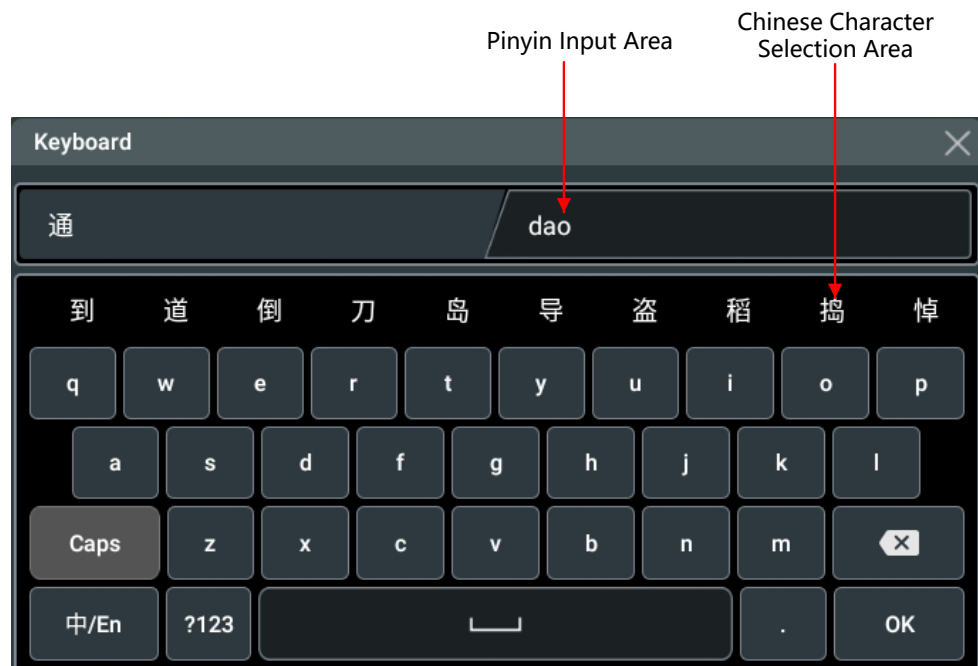 Pinyin Input Area
Chinese Character
Selection Area
Keyboard
通 dao
到 道 倒 刀 岛 导 盗 稻 捣 悼
q w e r t y u i o p
a s d f g h j k l
Caps z x c v b n m
中/En ?123 . OK